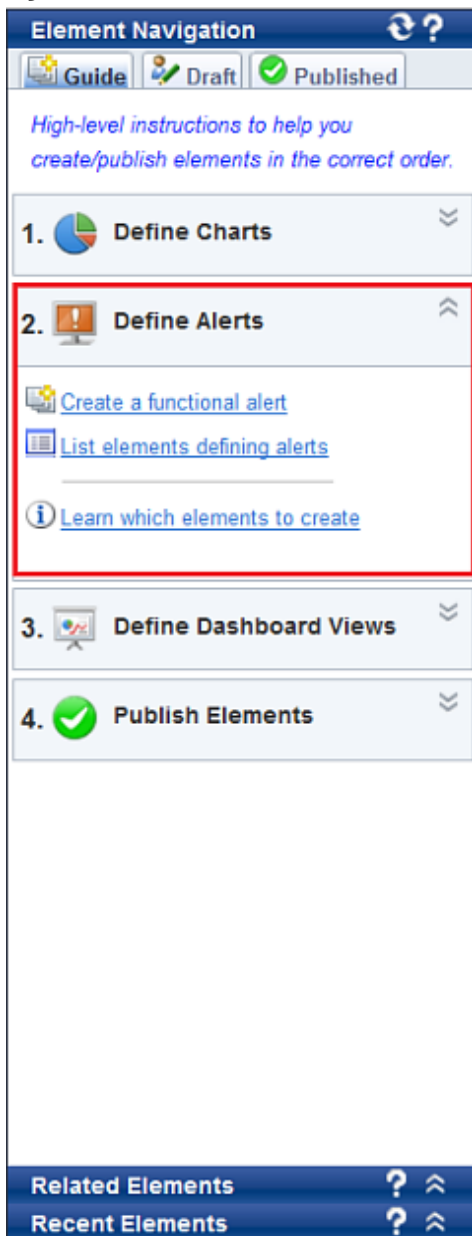 Element Navigation ?
Guide Draft Published
High-level instructions to help you
create/publish elements in the correct order.
1. Define Charts
2. Define Alerts
Create a functional alert
List elements defining alerts
Learn which elements to create
3. Define Dashboard Views
4. Publish Elements
Related Elements ?
Recent Elements ?